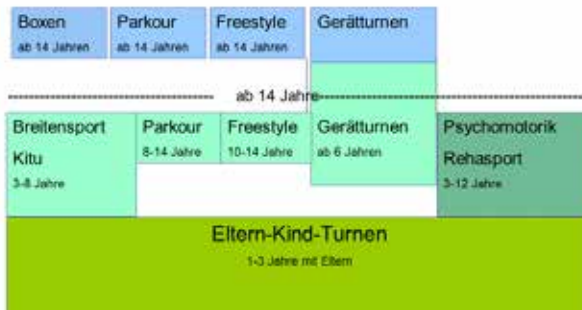 Boxen
ab 14 Jahren
Parkour
ab 14 Jahren
Freestyle
ab 14 Jahren
Gerätturnen
ab 14 Jahre
Breitensport
Kitu
3-8 Jahre
Parkour
8-14 Jahre
Freestyle
10-14 Jahre
Gerätturnen
ab 6 Jahren
Psychomotorik
Rehasport
3-12 Jahre
Eltern-Kind-Turnen
1-3 Jahre mit Eltern